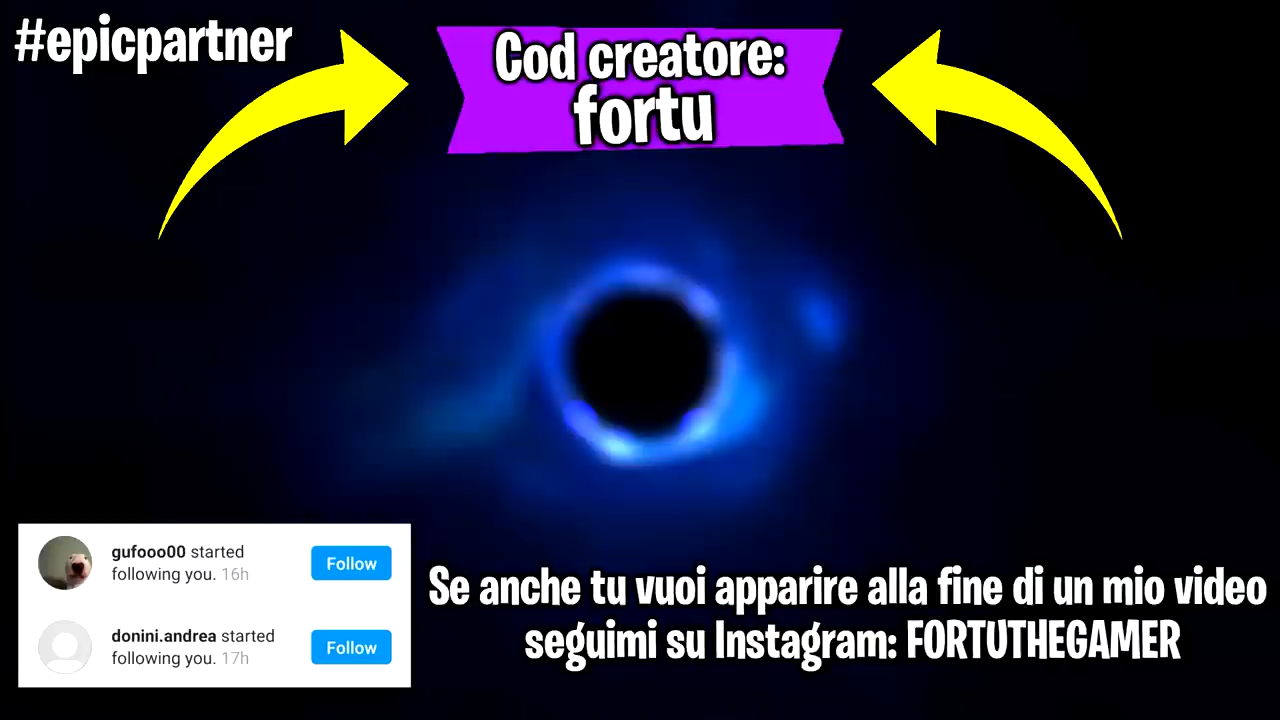 #epicpartner
Cod creatore:
fortu
gufooo00 started
following you. 16h
Follow
donini.andrea started
following you. 17h
Follow
Se anche tu vuoi apparire alla fine di un mio video
seguimi su Instagram: FORTUTHEGAMER